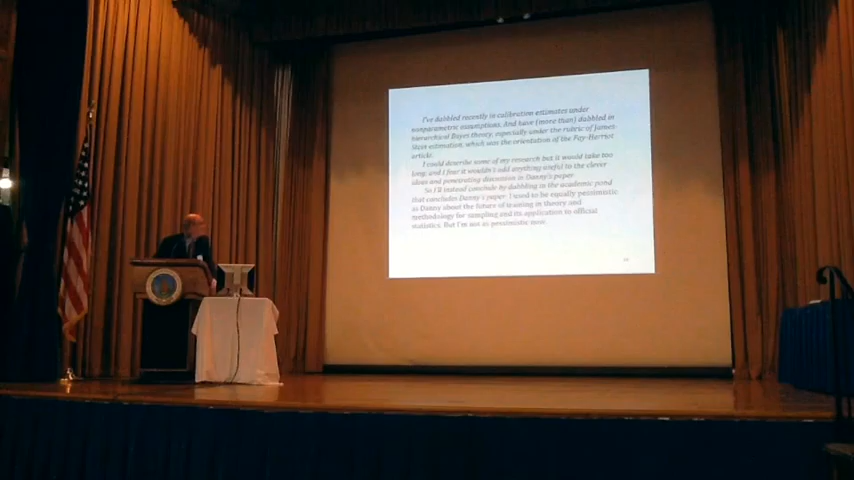 I've dabbled recently in calibration estimates under
nonparametric assumptions. And have (more than) dabbled in
hierarchical Bayes theory, especially under the rubric of James-
Stein estimation, which was the orientation of the Fay-Herriot
article.
I could describe some of my research but it would take too
long, and I fear it wouldn't add anything useful to the clever
ideas and penetrating discussion in Danny's paper
So I'll instead conclude by dabbling in the academic pond
that concludes Danny's paper. I used to be equally pessimistic
as Danny about the future of training in theory and
methodology for sampling and its application to official
statistics. But I'm not as pessimistic now.